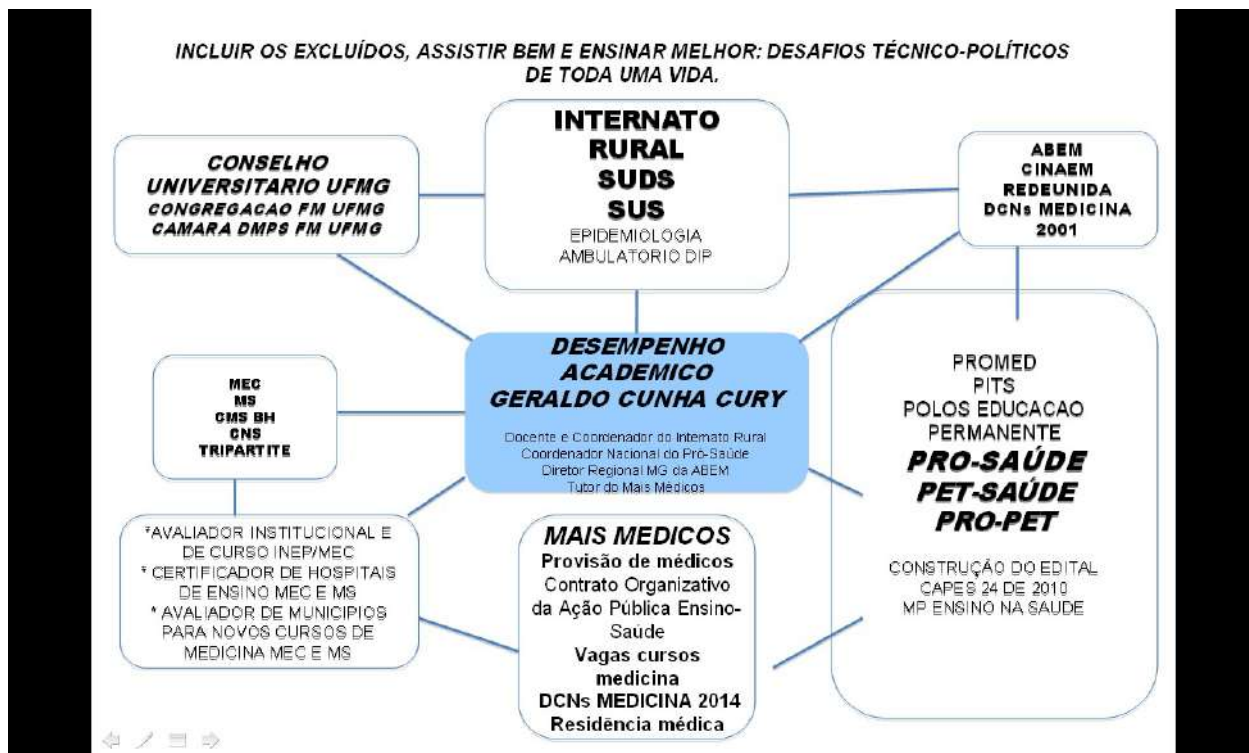 INCLUIR OS EXCLUÍDOS, ASSISTIR BEM E ENSINAR MELHOR: DESAFIOS TÉCNICO-POLÍTICOS
DE TODA UMA VIDA.
CONSELHO
UNIVERSITARIO UFMG
CONGREGACAO FM UFMG
CAMARA DMPS FM UFMG
INTERNATO
RURAL
SUDS
SUS
EPIDEMIOLOGIA
AMBULATORIO DIP
ABEM
CINAEM
REDEUNIDA
DCNs MEDICINA
2001
MEC
MS
CMS BH
CNS
TRIPARTITE
DESEMPENHO
ACADEMICO
GERALDO CUNHA CURY
Docente e Coordenador do Internato Rural
Coordenador Nacional do Pró-Saúde
Diretor Regional MG da ABEM
Tutor do Mais Médicos
PROMED
PITS
POLOS EDUCACAO
PERMANENTE
PRO-SAÚDE
PET-SAÚDE
PRO-PET
CONSTRUÇÃO DO EDITAL
CAPES 24 DE 2010
MP ENSINO NA SAUDE
*AVALIADOR INSTITUCIONAL E
DE CURSO INEP/MEC
* CERTIFICADOR DE HOSPITAIS
DE ENSINO MEC E MS
* AVALIADOR DE MUNICIPIOS
PARA NOVOS CURSOS DE
MEDICINA MEC E MS
MAIS MEDICOS
Provisão de médicos
Contrato Organizativo
da Ação Pública Ensino-
Saúde
Vagas cursos
medicina
DCNs MEDICINA 2014
Residência médica